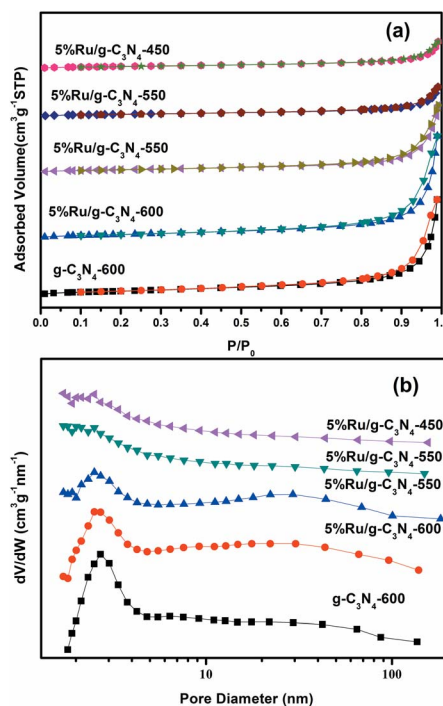 (a)
5%Ru/g-C3N4-450
5%Ru/g-C3N4-550
5%Ru/g-C3N4-550
5%Ru/g-C3N4-600
g-C3N4-600
Adsorbed Volume(cm3g-1STP)
0.0 0.1 0.2 0.3 0.4 0.5 0.6 0.7 0.8 0.9 1.0
P/P0
(b)
5%Ru/g-C3N4-450
5%Ru/g-C3N4-550
5%Ru/g-C3N4-550
5%Ru/g-C3N4-600
g-C3N4-600
dV/dW (cm3g-1nm-1)
10 100
Pore Diameter (nm)